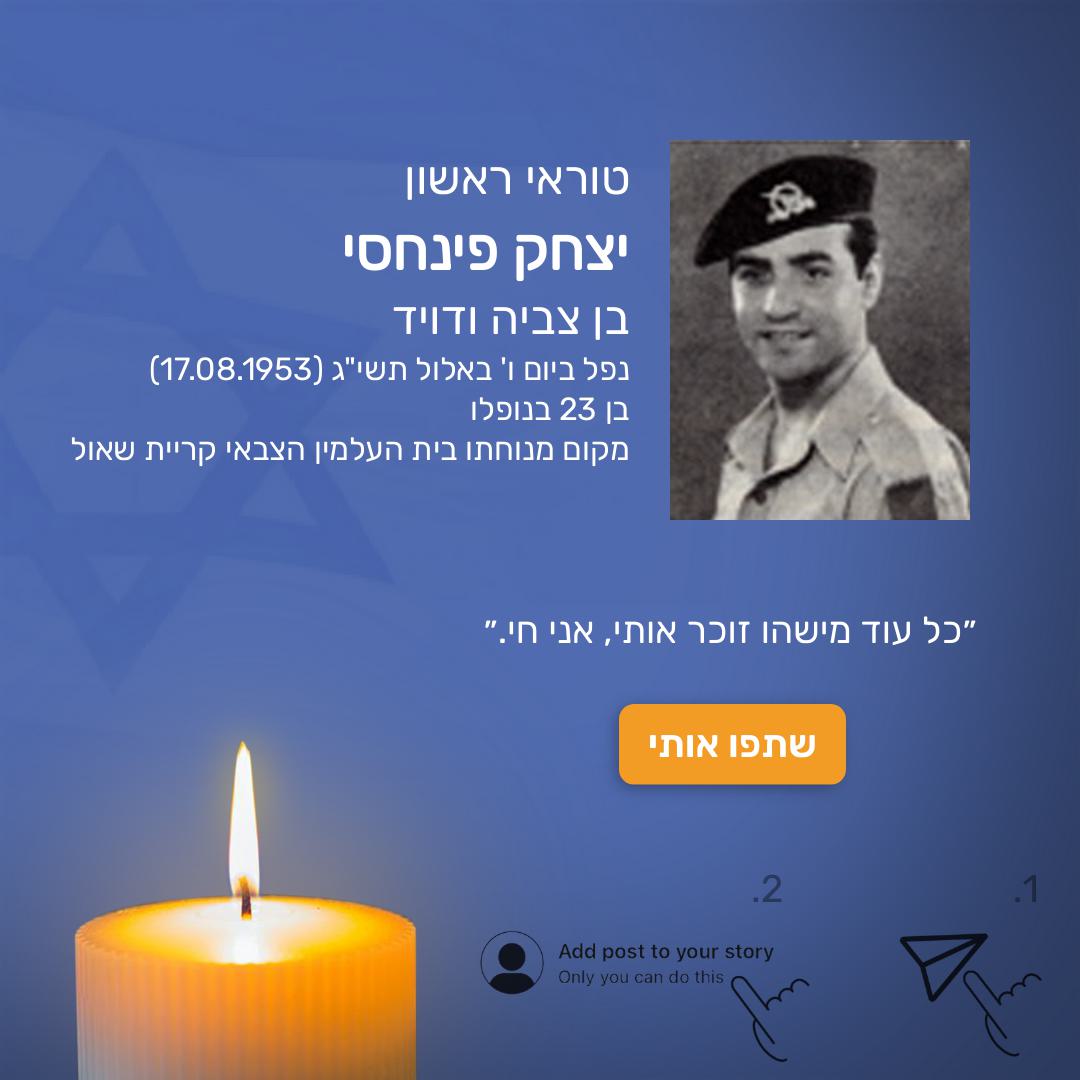 טוראי ראשון
יצחק פינחסי
בן צביה ודויד
נפל ביום ו' באלול תשי"ג (17.08.1953)
בן 23 בנופלו
מקום מנוחתו בית העלמין הצבאי קריית שאול
״כל עוד מישהו זוכר אותי, אני חי.״
שתפו אותי
1.
2.
Add post to your story
Only you can do this